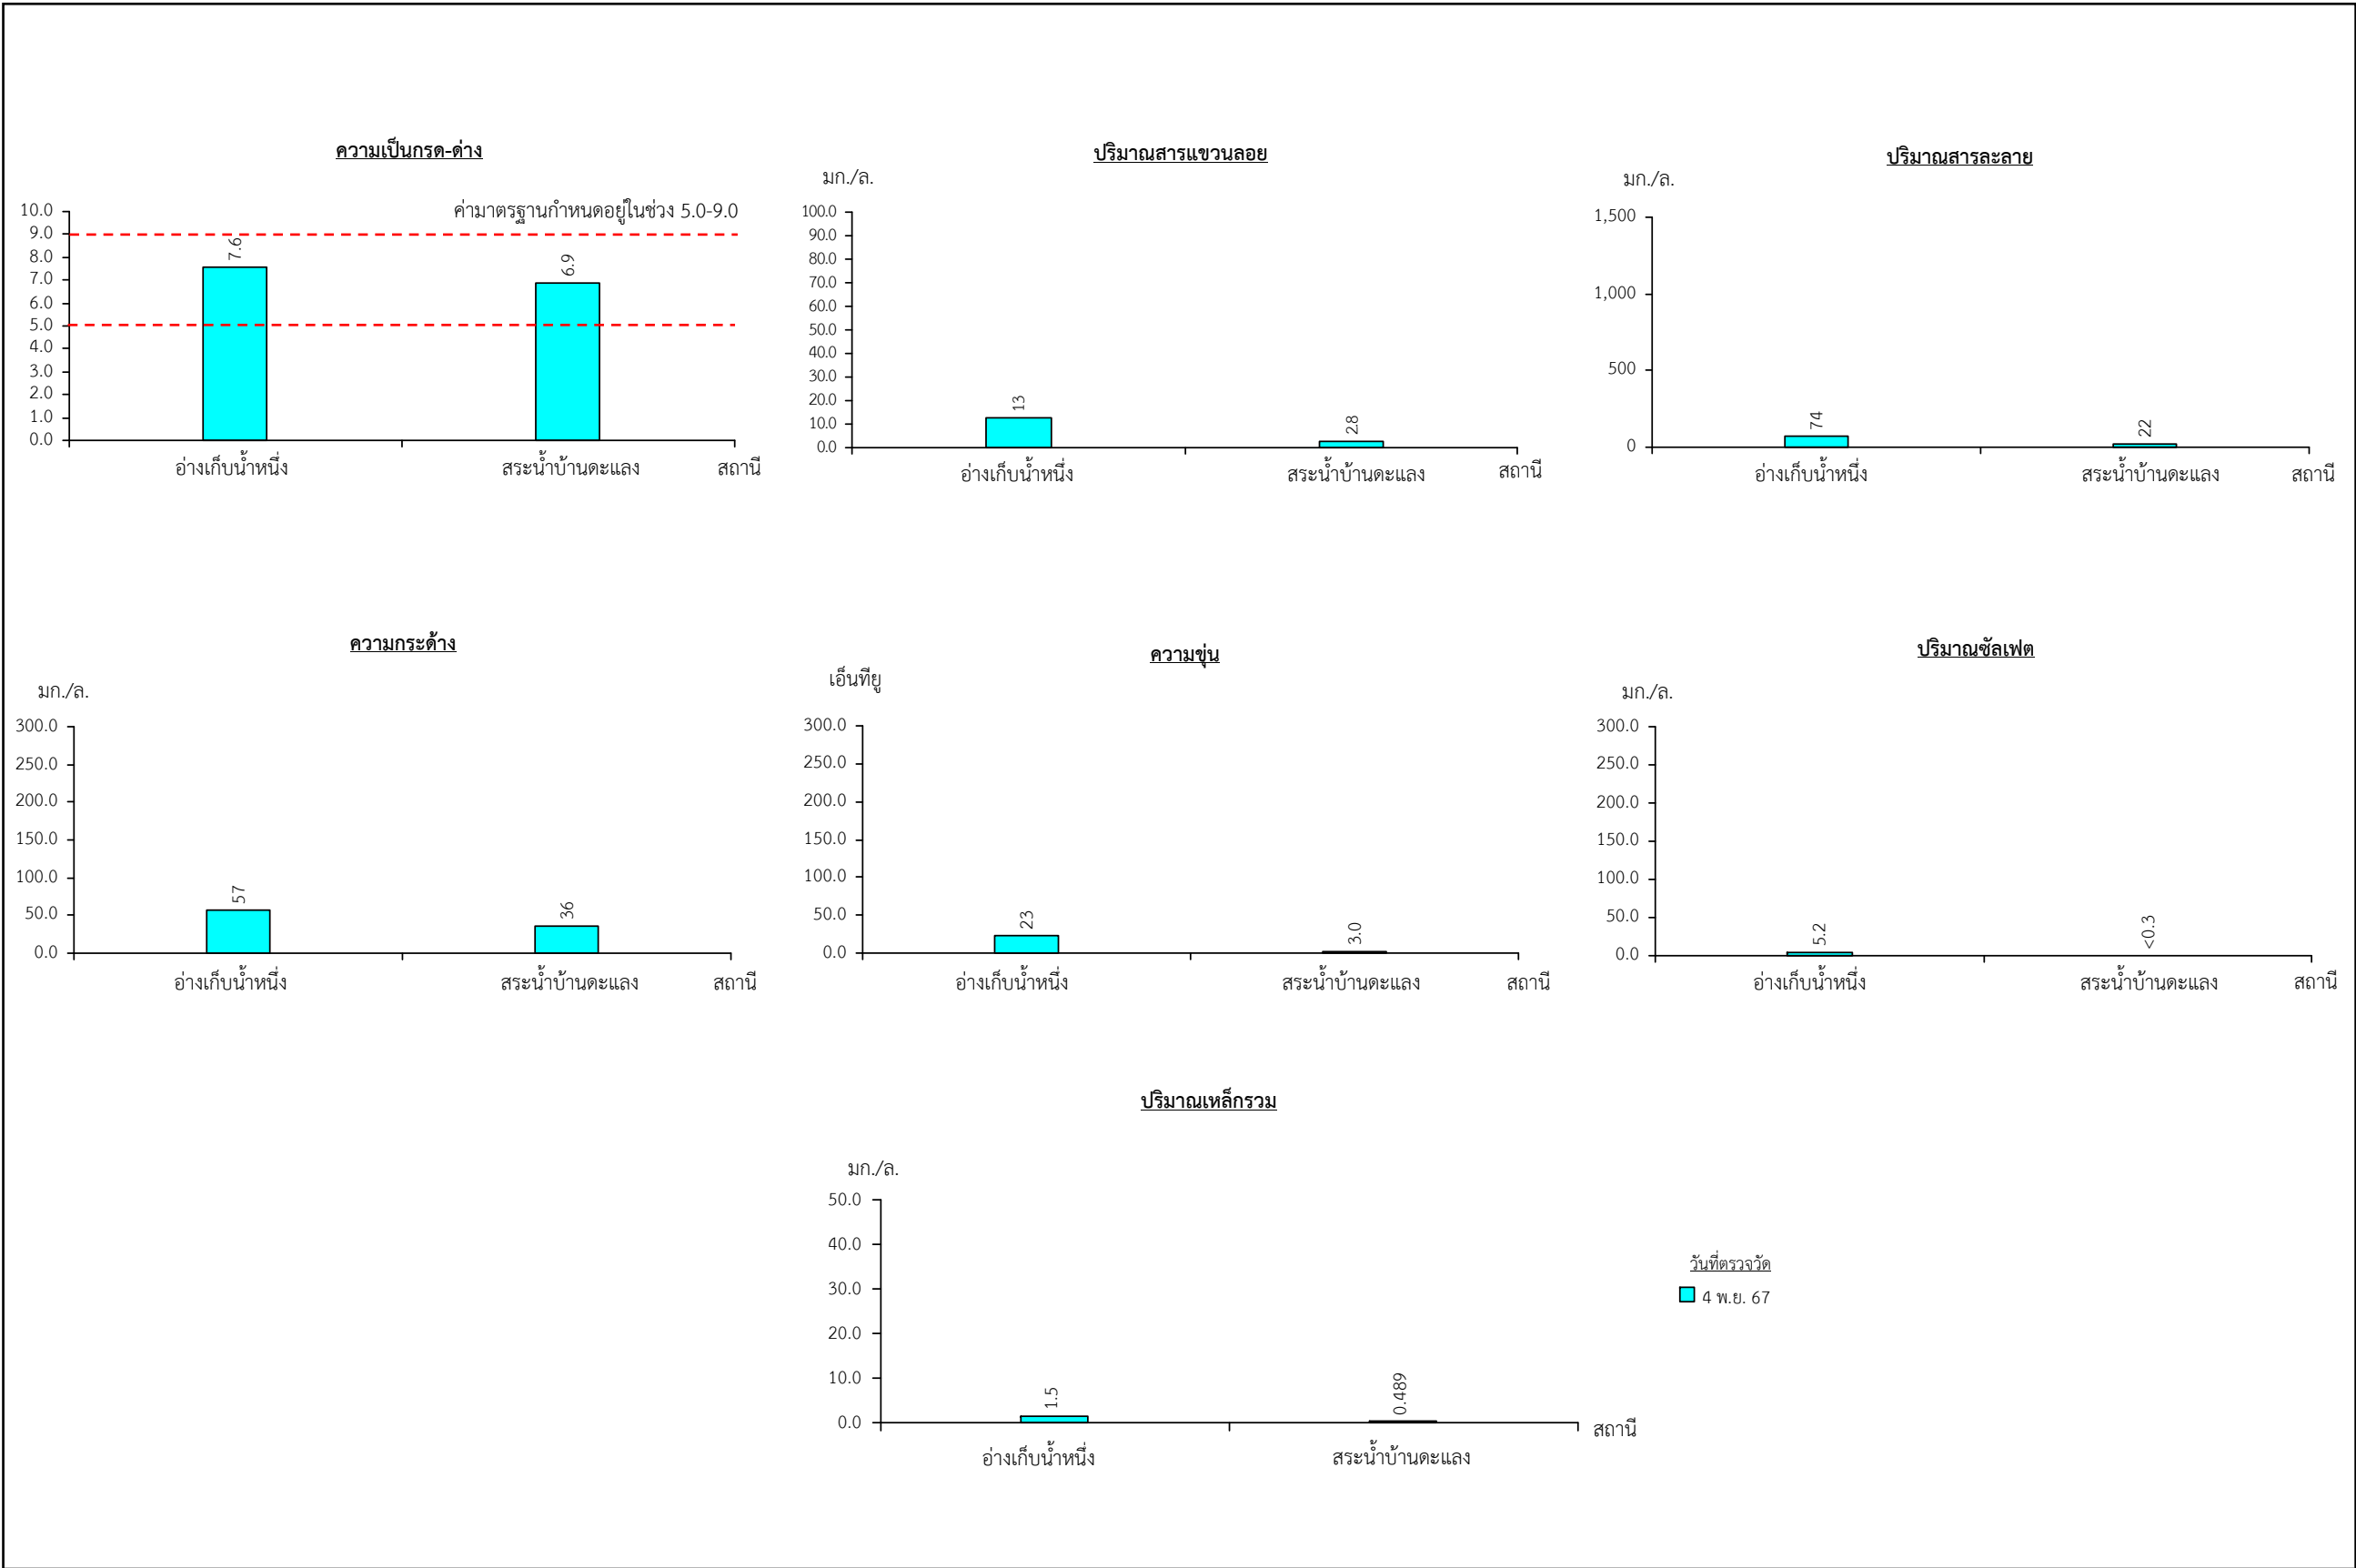 ความเป็นกรด-ด่าง
ค่ามาตรฐานกำหนดอยู่ในช่วง 5.0-9.0
10.0
9.0
8.0
7.0
6.0
5.0
4.0
3.0
2.0
1.0
0.0
7.6
6.9
อ่างเก็บน้ำหนึ่ง สระน้ำบ้านดะแลง สถานี
ปริมาณสารแขวนลอย
มก./ล.
100.0
90.0
80.0
70.0
60.0
50.0
40.0
30.0
20.0
10.0
0.0
13
2.8
อ่างเก็บน้ำหนึ่ง สระน้ำบ้านดะแลง สถานี
ปริมาณสารละลาย
มก./ล.
1,500
1,000
500
0
74
22
อ่างเก็บน้ำหนึ่ง สระน้ำบ้านดะแลง สถานี
ความกระด้าง
มก./ล.
300.0
250.0
200.0
150.0
100.0
50.0
0.0
57
36
อ่างเก็บน้ำหนึ่ง สระน้ำบ้านดะแลง สถานี
ความขุ่น
เอ็นทียู
300.0
250.0
200.0
150.0
100.0
50.0
0.0
23
3.0
อ่างเก็บน้ำหนึ่ง สระน้ำบ้านดะแลง สถานี
ปริมาณซัลเฟต
มก./ล.
300.0
250.0
200.0
150.0
100.0
50.0
0.0
5.2
<0.3
อ่างเก็บน้ำหนึ่ง สระน้ำบ้านดะแลง สถานี
ปริมาณเหล็กรวม
มก./ล.
50.0
40.0
30.0
20.0
10.0
0.0
1.5
0.489
อ่างเก็บน้ำหนึ่ง สระน้ำบ้านดะแลง สถานี
วันที่ตรวจวัด
4 พ.ย. 67